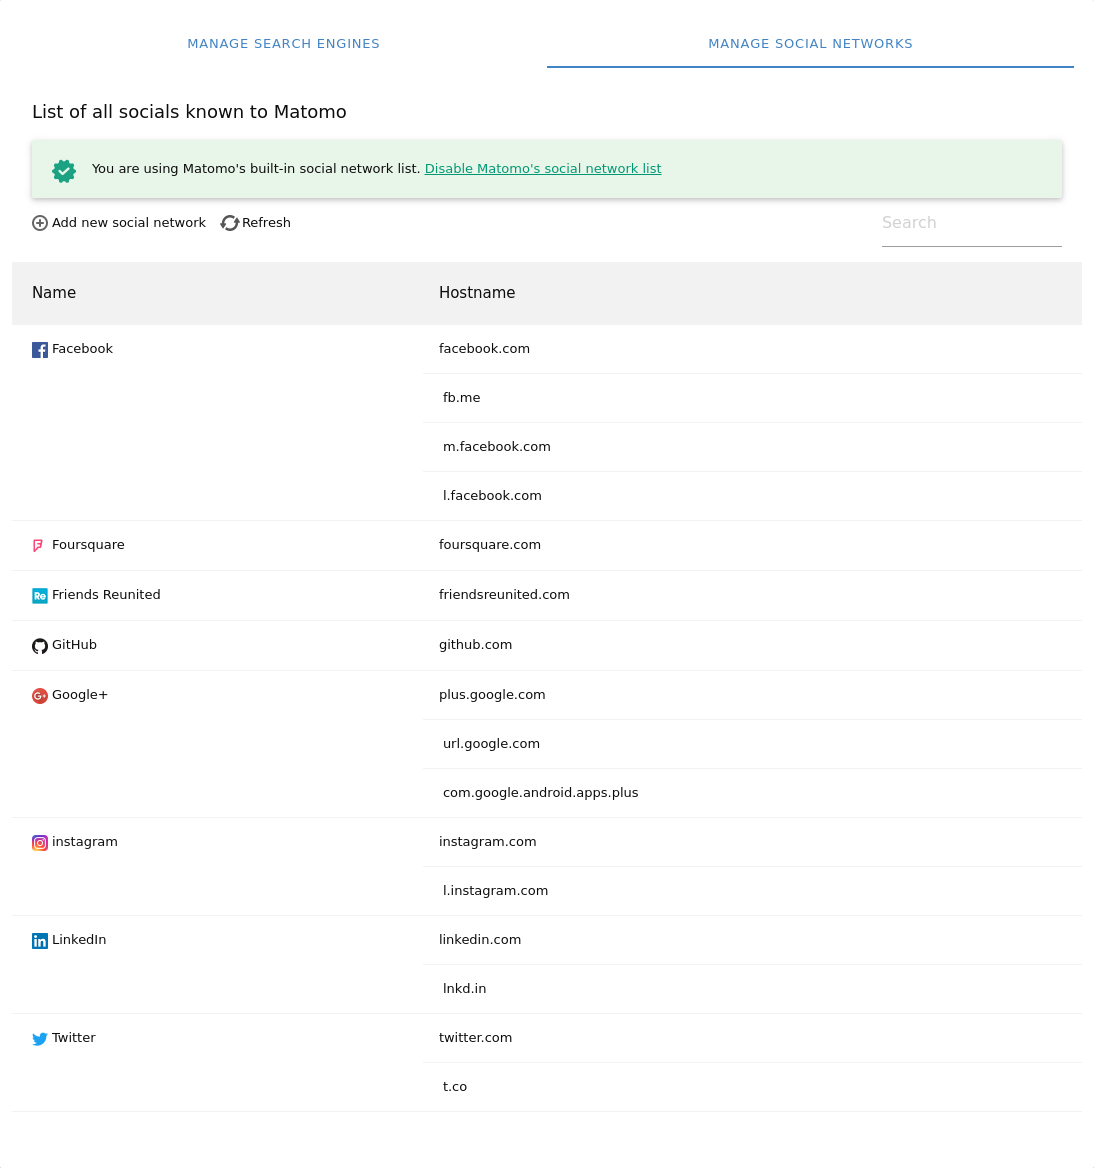 MANAGE SEARCH ENGINES MANAGE SOCIAL NETWORKS
List of all socials known to Matomo
You are using Matomo's built-in social network list. Disable Matomo's social network list
Add new social network Refresh Search
Name Hostname
Facebook facebook.com
fb.me
m.facebook.com
l.facebook.com
Foursquare foursquare.com
Friends Reunited friendsreunited.com
GitHub github.com
Google+ plus.google.com
url.google.com
com.google.android.apps.plus
instagram instagram.com
l.instagram.com
LinkedIn linkedin.com
lnkd.in
Twitter twitter.com
t.co